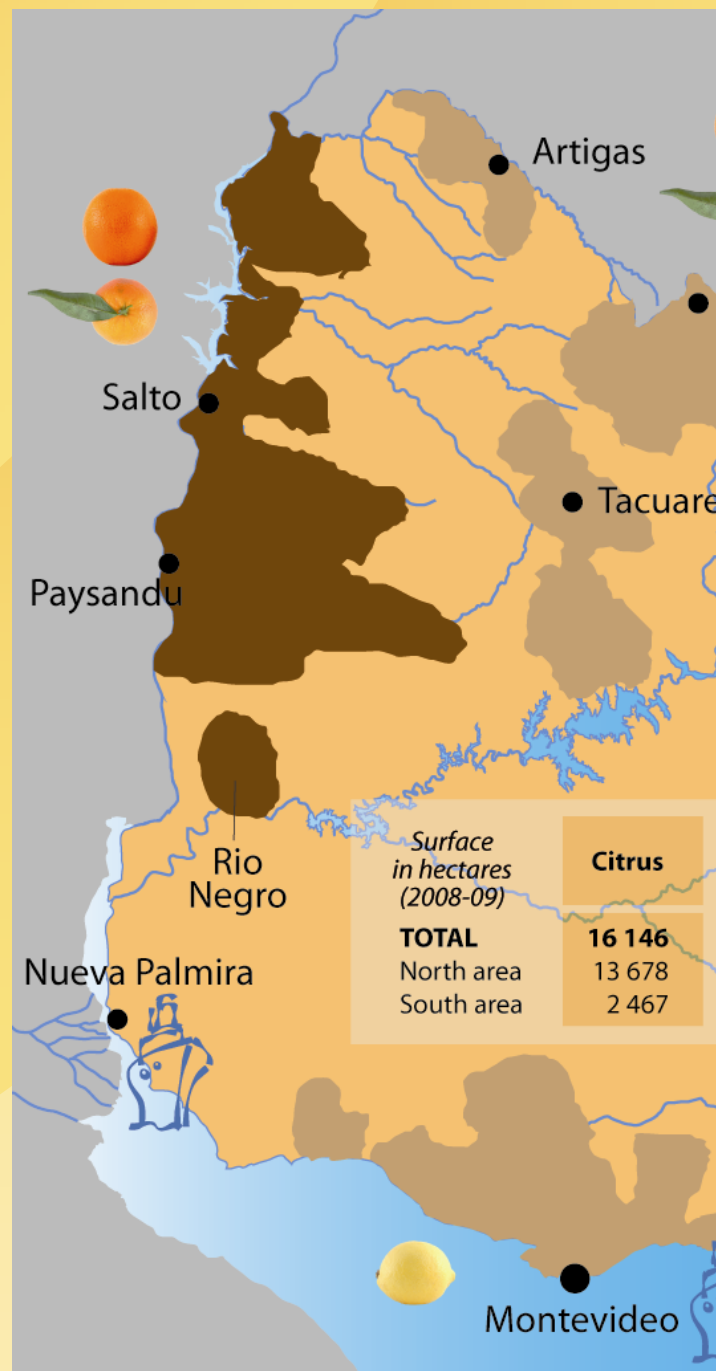 Artigas
Salto
Tacuare
Paysandu
Rio
Negro
Surface
in hectares
(2008-09)
Citrus
TOTAL 16 146
North area 13 678
South area 2 467
Nueva Palmira
Montevideo